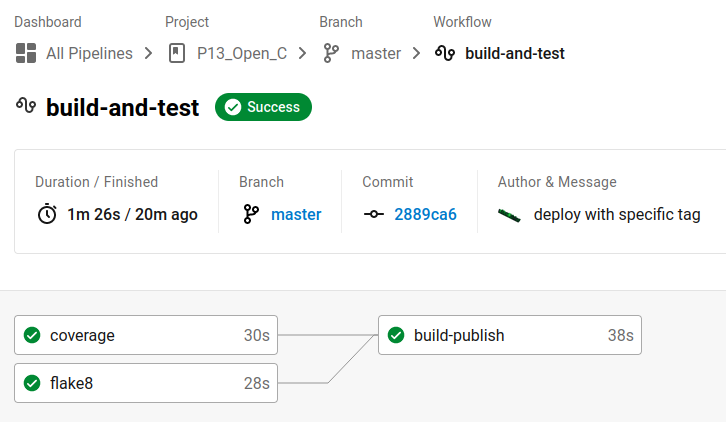 Dashboard Project Branch Workflow
All Pipelines P13_Open_C master build-and-test
build-and-test Success
Duration / Finished Branch Commit Author & Message
1m 26s / 20m ago master 2889ca6 deploy with specific tag
coverage 30s build-publish 38s
flake8 28s